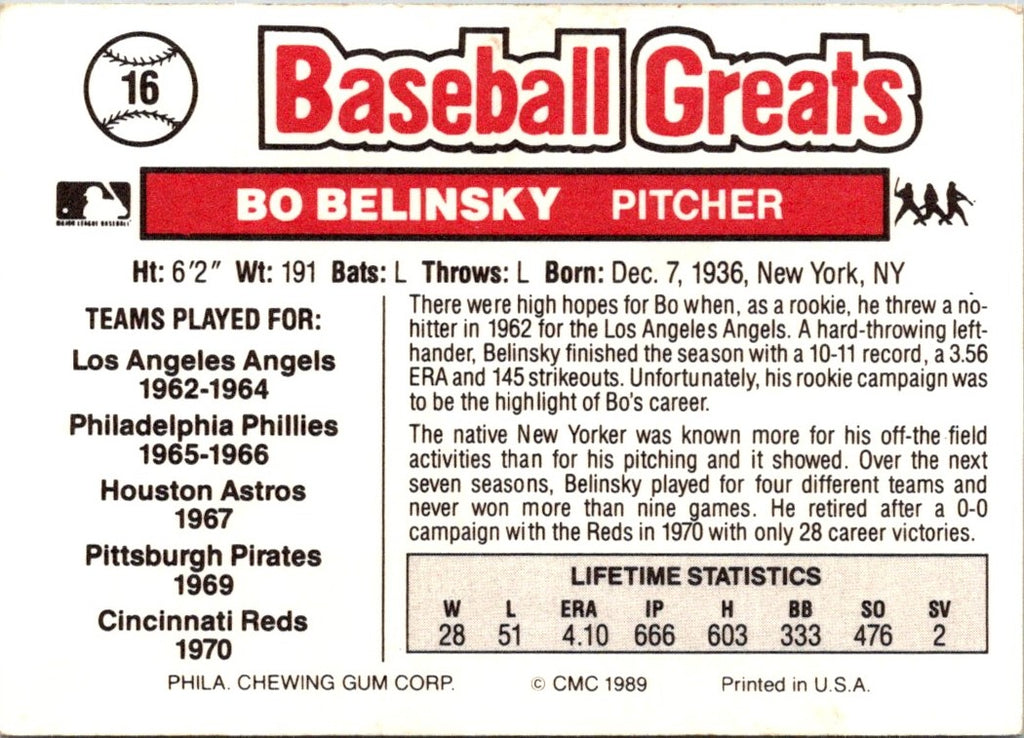 16
Baseball Greats
BO BELINSKY PITCHER
MAJOR LEAGUE BASEBALL
Ht: 6'2" Wt: 191 Bats: L Throws: L Born: Dec. 7, 1936, New York, NY
TEAMS PLAYED FOR:
Los Angeles Angels
1962-1964
Philadelphia Phillies
1965-1966
Houston Astros
1967
Pittsburgh Pirates
1969
Cincinnati Reds
1970
There were high hopes for Bo when, as a rookie, he threw a no-
hitter in 1962 for the Los Angeles Angels. A hard-throwing left-
hander, Belinsky finished the season with a 10-11 record, a 3.56
ERA and 145 strikeouts. Unfortunately, his rookie campaign was
to be the highlight of Bo's career.
The native New Yorker was known more for his off-the field
activities than for his pitching and it showed. Over the next
seven seasons, Belinsky played for four different teams and
never won more than nine games. He retired after a 0-0
campaign with the Reds in 1970 with only 28 career victories.
LIFETIME STATISTICS
W L ERA IP H BB SO SV
28 51 4.10 666 603 333 476 2
PHILA. CHEWING GUM CORP. © CMC 1989 Printed in U.S.A.